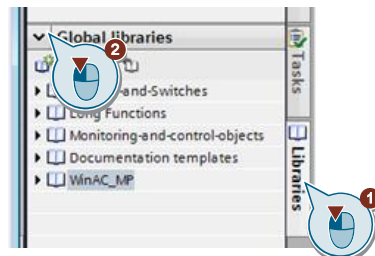 Global libraries
2
-and-Switches
Long Functions
Monitoring-and-control-objects
Documentation templates
WinAC_MP
Tasks
Libraries
1